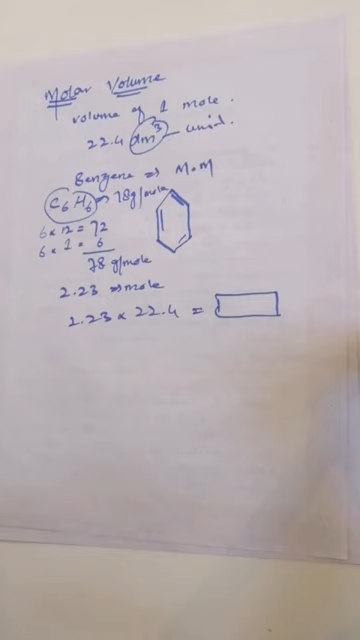 Molar Volume
volume of 1 mole.
22.4 dm³ – unit.
Benzene => M.M
C6H6 => 78g/mole
6 x 12 = 72
6 x 1 = 6
78 g/mole
2.23 => mole
2.23 x 22.4 =